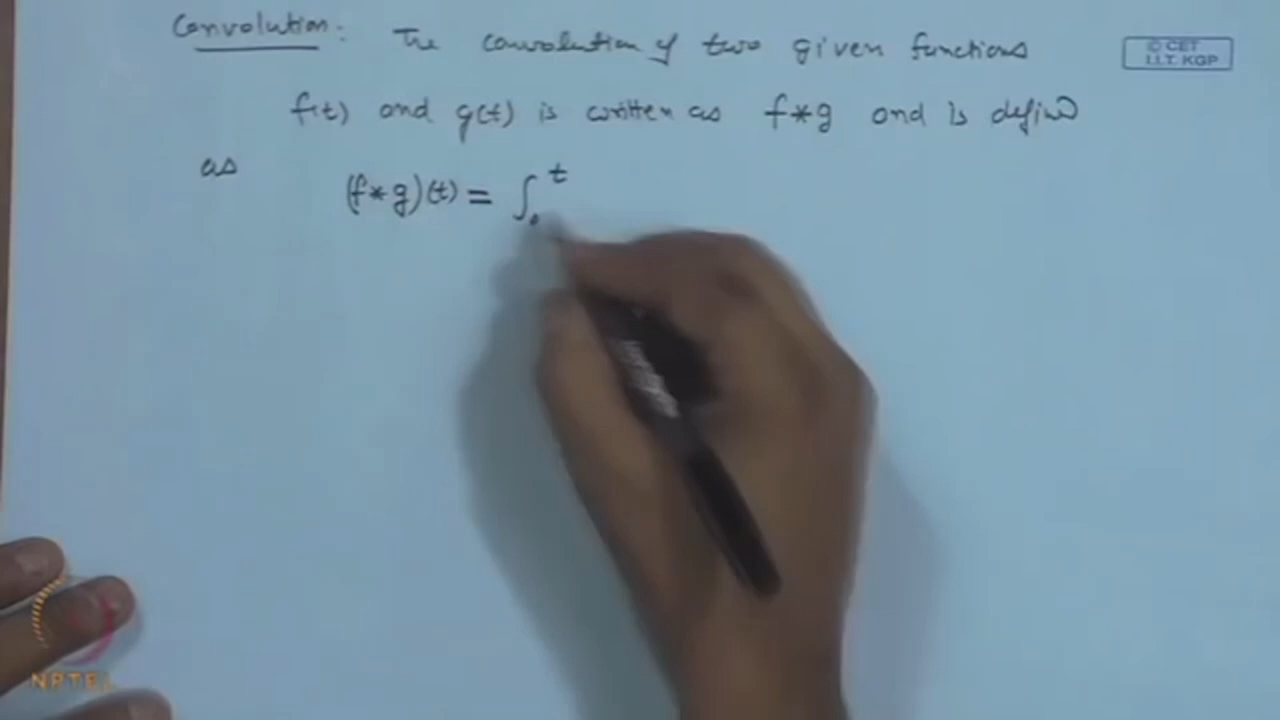 Convolution: The convolution of two given functions
© CET
I.I.T. KGP
f(t) and g(t) is written as f*g and is defined
as (f*g)(t) = ∫₀ᵗ
NPTEL